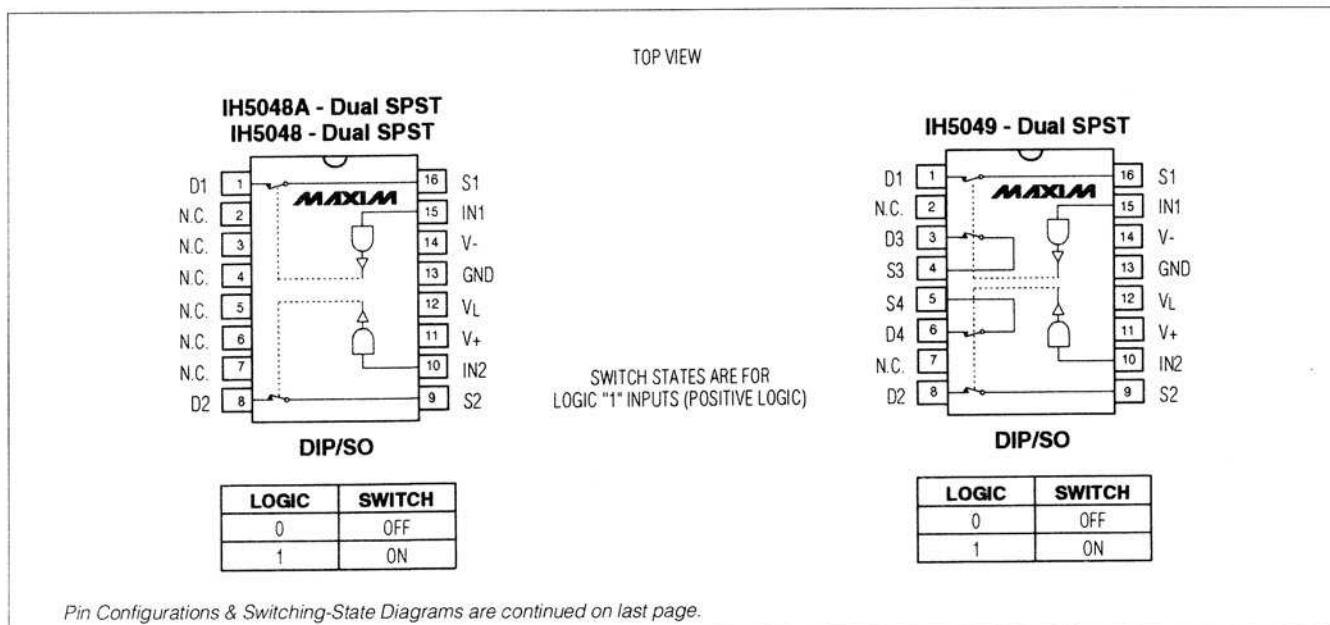 TOP VIEW
IH5048A - Dual SPST
IH5048 - Dual SPST
D1 1 16 S1
MAXIM
N.C. 2 15 IN1
N.C. 3 14 V-
N.C. 4 13 GND
N.C. 5 12 VL
N.C. 6 11 V+
N.C. 7 10 IN2
D2 8 9 S2
DIP/SO
LOGIC SWITCH
0 OFF
1 ON
SWITCH STATES ARE FOR
LOGIC "1" INPUTS (POSITIVE LOGIC)
IH5049 - Dual SPST
D1 1 16 S1
MAXIM
N.C. 2 15 IN1
D3 3 14 V-
S3 4 13 GND
S4 5 12 VL
D4 6 11 V+
N.C. 7 10 IN2
D2 8 9 S2
DIP/SO
LOGIC SWITCH
0 OFF
1 ON
Pin Configurations & Switching-State Diagrams are continued on last page.